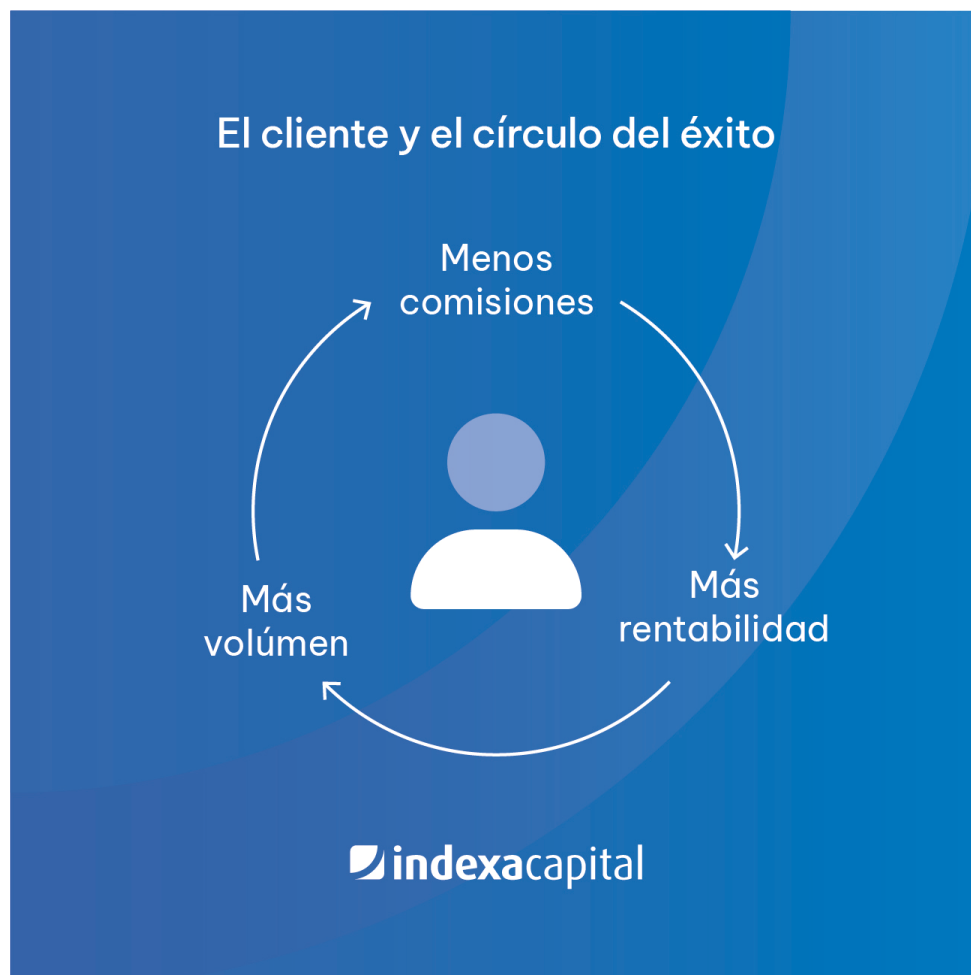 El cliente y el círculo del éxito
Menos
comisiones
Más
rentabilidad
Más
volúmen
indexacapital